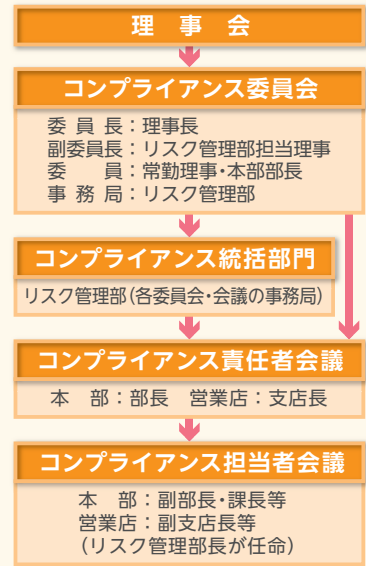 理事会
コンプライアンス委員会
委員長：理事長
副委員長：リスク管理部担当理事
委員：常勤理事・本部部長
事務局：リスク管理部
コンプライアンス統括部門
リスク管理部（各委員会・会議の事務局）
コンプライアンス責任者会議
本部：部長　営業店：支店長
コンプライアンス担当者会議
本部：副部長・課長等
営業店：副支店長等
（リスク管理部長が任命）